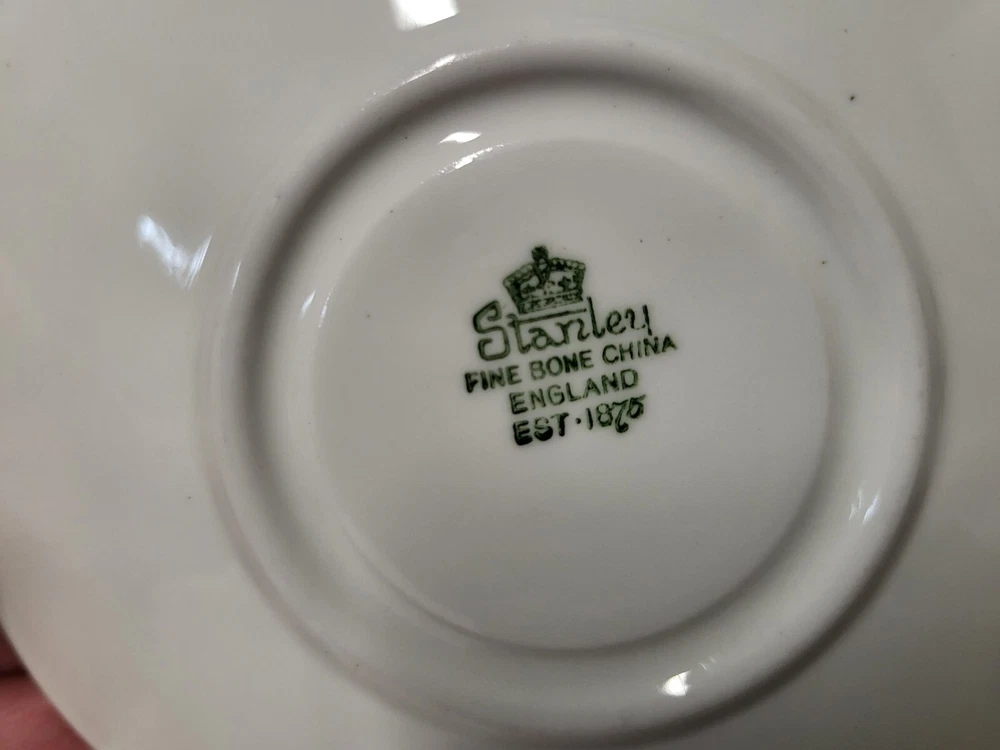 Stanley
FINE BONE CHINA
ENGLAND
EST·1875